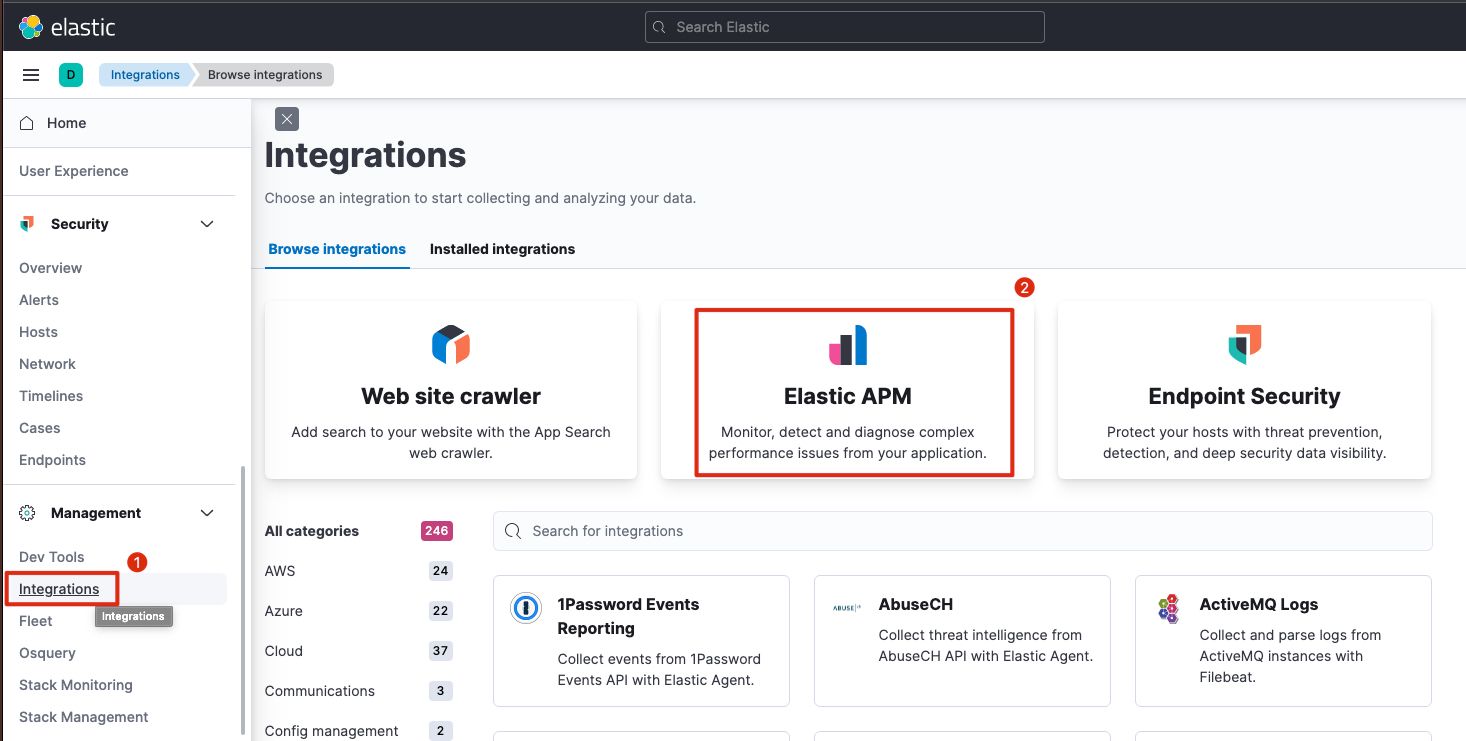 elastic
Search Elastic
D
Integrations
Browse integrations
Home
User Experience
Security
Overview
Alerts
Hosts
Network
Timelines
Cases
Endpoints
Management
Dev Tools
1
Integrations
Integrations
Fleet
Osquery
Stack Monitoring
Stack Management
Integrations
Choose an integration to start collecting and analyzing your data.
Browse integrations
Installed integrations
2
Web site crawler
Add search to your website with the App Search
web crawler.
Elastic APM
Monitor, detect and diagnose complex
performance issues from your application.
Endpoint Security
Protect your hosts with threat prevention,
detection, and deep security data visibility.
All categories 246
AWS 24
Azure 22
Cloud 37
Communications 3
Config management 2
Search for integrations
1Password Events
Reporting
Collect events from 1Password
Events API with Elastic Agent.
ABUSE
AbuseCH
Collect threat intelligence from
AbuseCH API with Elastic Agent.
ActiveMQ Logs
Collect and parse logs from
ActiveMQ instances with
Filebeat.